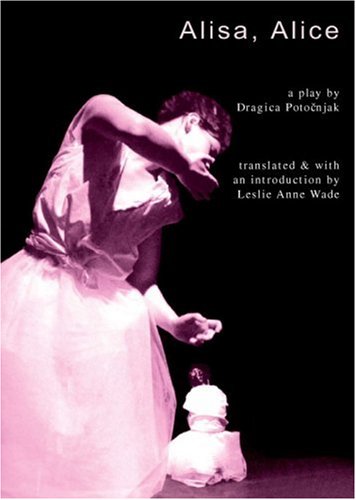 Alisa, Alice
a play by
Dragica Potočnjak
translated & with
an introduction by
Leslie Anne Wade